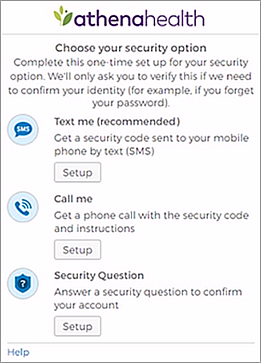 athenahealth
Choose your security option
Complete this one-time set up for your security
option. We'll only ask you to verify this if we need
to confirm your identity (for example, if you forget
your password).
SMS
Text me (recommended)
Get a security code sent to your mobile
phone by text (SMS)
Setup
Call me
Get a phone call with the security code
and instructions
Setup
?
Security Question
Answer a security question to confirm
your account
Setup
Help